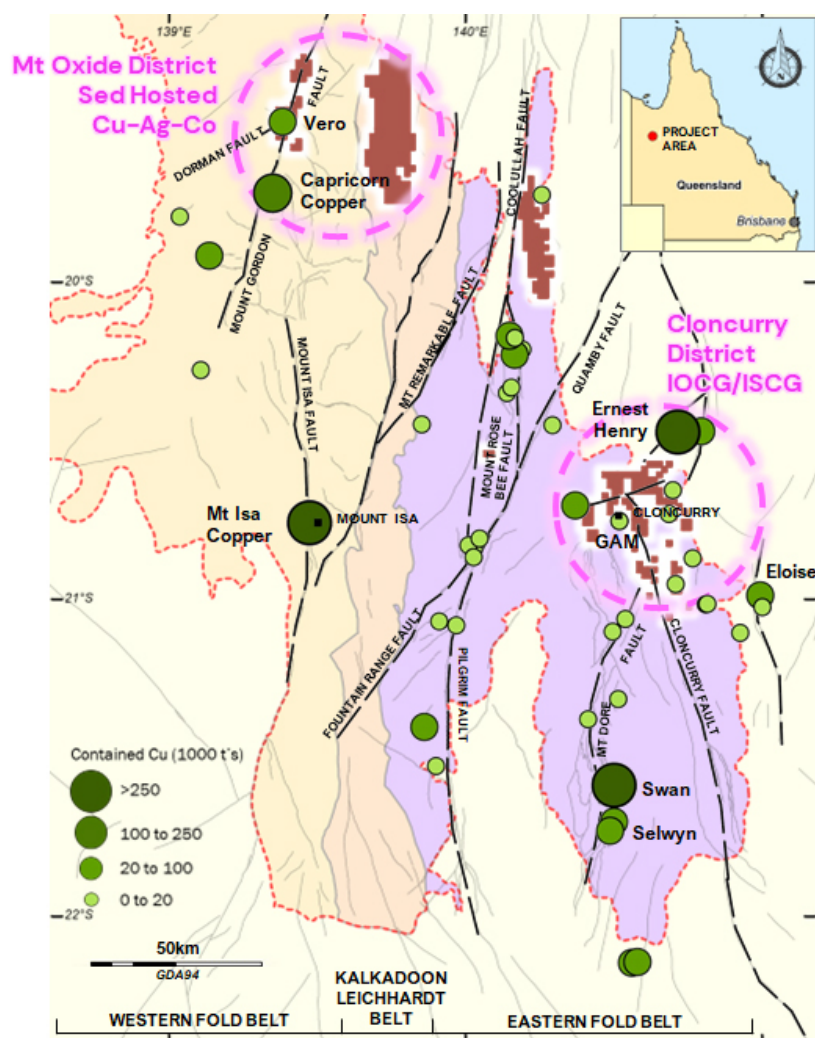 139°E
140°E
Mt Oxide District
Sed Hosted
Cu-Ag-Co
FAULT
Vero
DORMAN FAULT
Capricorn
Copper
COOLULLAH FAULT
PROJECT
AREA
Queensland
Brisbane
20°S
MOUNT GORDON
MOUNT ISA FAULT
MT REMARKABLE FAULT
QUAMBY FAULT
Cloncurry
District
IOCG/ISCG
Ernest
Henry
MOUNT ROSE
BEE FAULT
Mt Isa
Copper
MOUNT ISA
CLONCURRY
GAM
Eloise
21°S
FOUNTAIN RANGE FAULT
PILGRIM FAULT
FAULT
MT DORE
CLONCURRY FAULT
Contained Cu (1000 t's)
>250
100 to 250
20 to 100
0 to 20
Swan
Selwyn
22°S
50km
GDA94
KALKADOON
LEICHHARDT
BELT
WESTERN FOLD BELT
EASTERN FOLD BELT